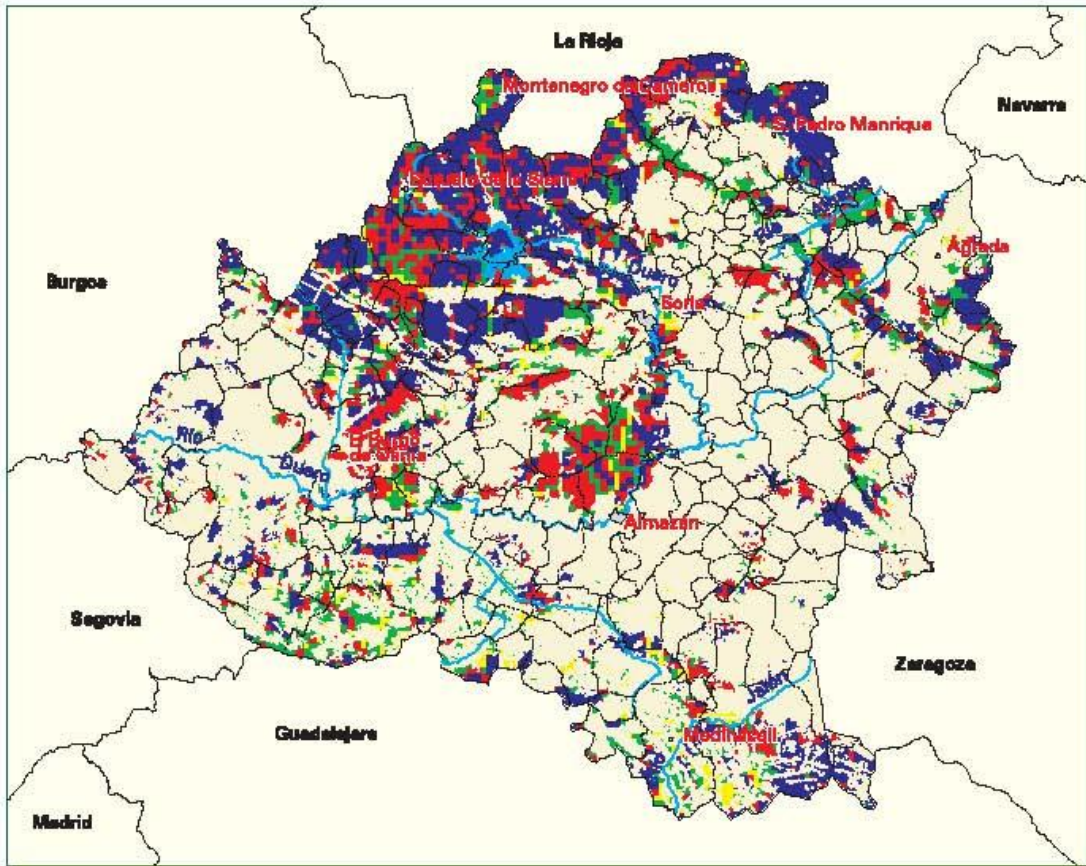 La Rioja
Montenegro de Cameros
Navarra
S. Pedro Manrique
Agreda
Burgos
Duero
Soria
Río
Duero
El Burgo
de Osma
Almazán
Segovia
Zaragoza
Jalón
Guadalajara
Medinaceli
Madrid